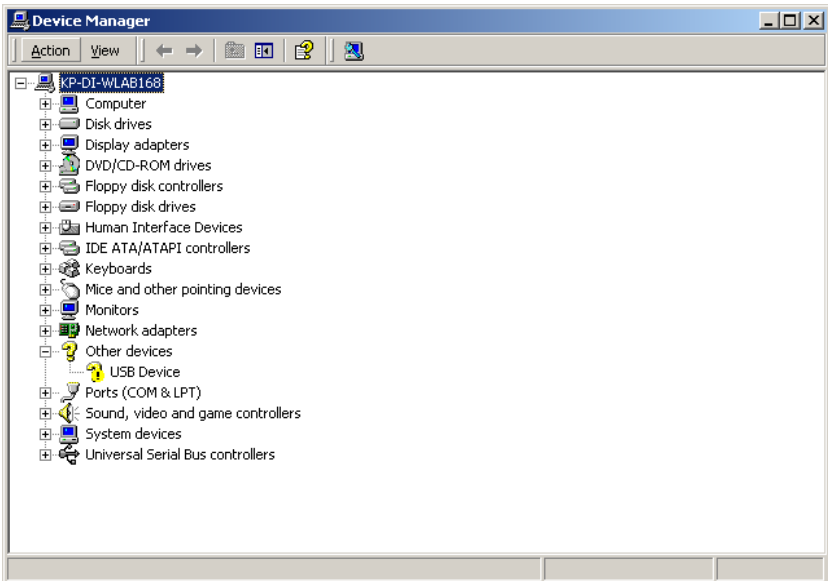 Device Manager
Action View
KP-DI-WLAB168
Computer
Disk drives
Display adapters
DVD/CD-ROM drives
Floppy disk controllers
Floppy disk drives
Human Interface Devices
IDE ATA/ATAPI controllers
Keyboards
Mice and other pointing devices
Monitors
Network adapters
Other devices
USB Device
Ports (COM & LPT)
Sound, video and game controllers
System devices
Universal Serial Bus controllers